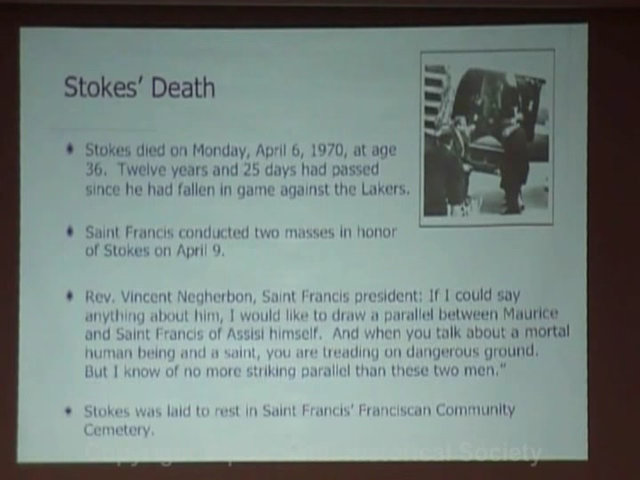 Stokes' Death
Stokes died on Monday, April 6, 1970, at age
36. Twelve years and 25 days had passed
since he had fallen in game against the Lakers.
Saint Francis conducted two masses in honor
of Stokes on April 9.
Rev. Vincent Negherbon, Saint Francis president: If I could say
anything about him, I would like to draw a parallel between Maurice
and Saint Francis of Assisi himself. And when you talk about a mortal
human being and a saint, you are treading on dangerous ground.
But I know of no more striking parallel than these two men."
Stokes was laid to rest in Saint Francis' Franciscan Community
Cemetery.
Historical Society